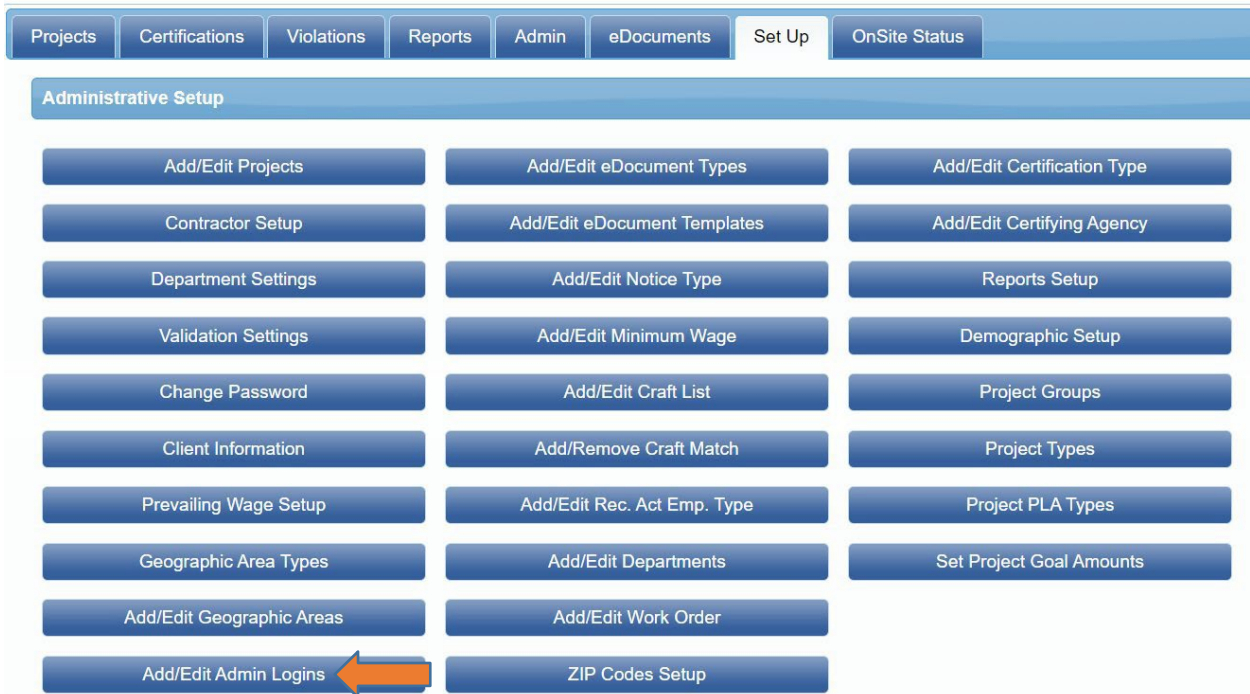 Projects Certifications Violations Reports Admin eDocuments Set Up OnSite Status
Administrative Setup
Add/Edit Projects Add/Edit eDocument Types Add/Edit Certification Type
Contractor Setup Add/Edit eDocument Templates Add/Edit Certifying Agency
Department Settings Add/Edit Notice Type Reports Setup
Validation Settings Add/Edit Minimum Wage Demographic Setup
Change Password Add/Edit Craft List Project Groups
Client Information Add/Remove Craft Match Project Types
Prevailing Wage Setup Add/Edit Rec. Act Emp. Type Project PLA Types
Geographic Area Types Add/Edit Departments Set Project Goal Amounts
Add/Edit Geographic Areas Add/Edit Work Order
Add/Edit Admin Logins ZIP Codes Setup